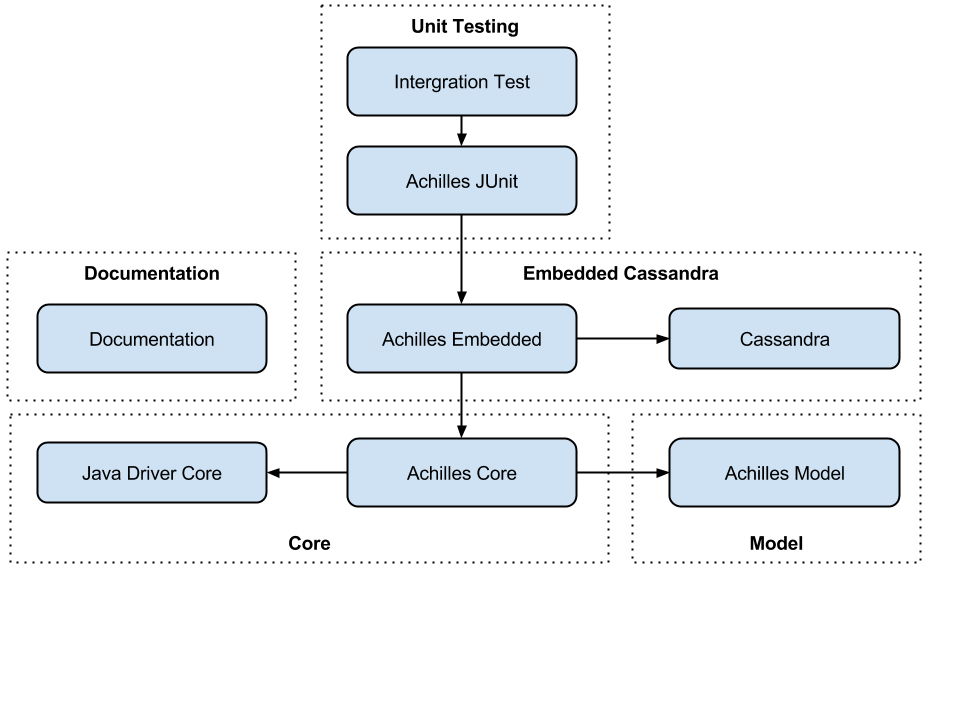 Unit Testing
Intergration Test
Achilles JUnit
Documentation
Documentation
Embedded Cassandra
Achilles Embedded
Cassandra
Java Driver Core
Achilles Core
Core
Achilles Model
Model